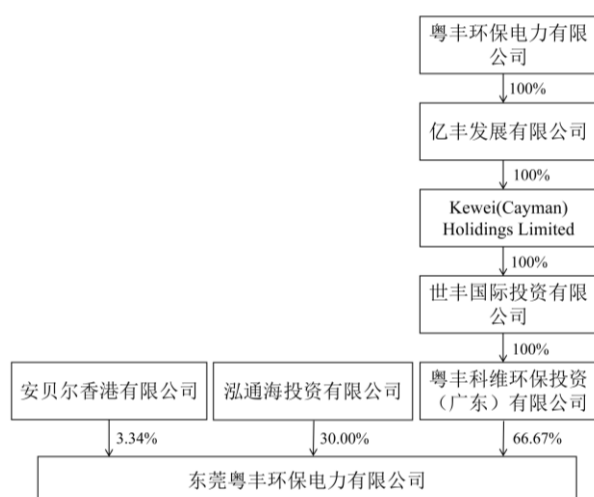 粤丰环保电力有限
公司
100%
亿丰发展有限公司
100%
Kewei(Cayman)
Holidings Limited
100%
世丰国际投资有限
公司
100%
安贝尔香港有限公司
泓通海投资有限公司
粤丰科维环保投资
（广东）有限公司
3.34%
30.00%
66.67%
东莞粤丰环保电力有限公司